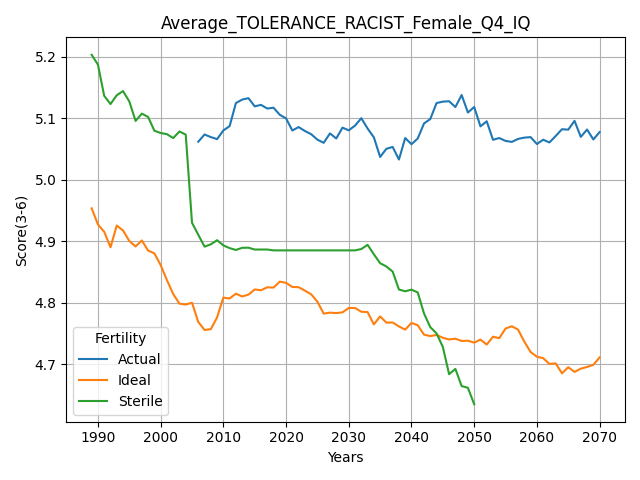 Average_TOLERANCE_RACIST_Female_Q4_IQ
5.2
5.1
5.0
4.9
4.8
4.7
Score(3-6)
Fertility
Actual
Ideal
Sterile
1990 2000 2010 2020 2030 2040 2050 2060 2070
Years